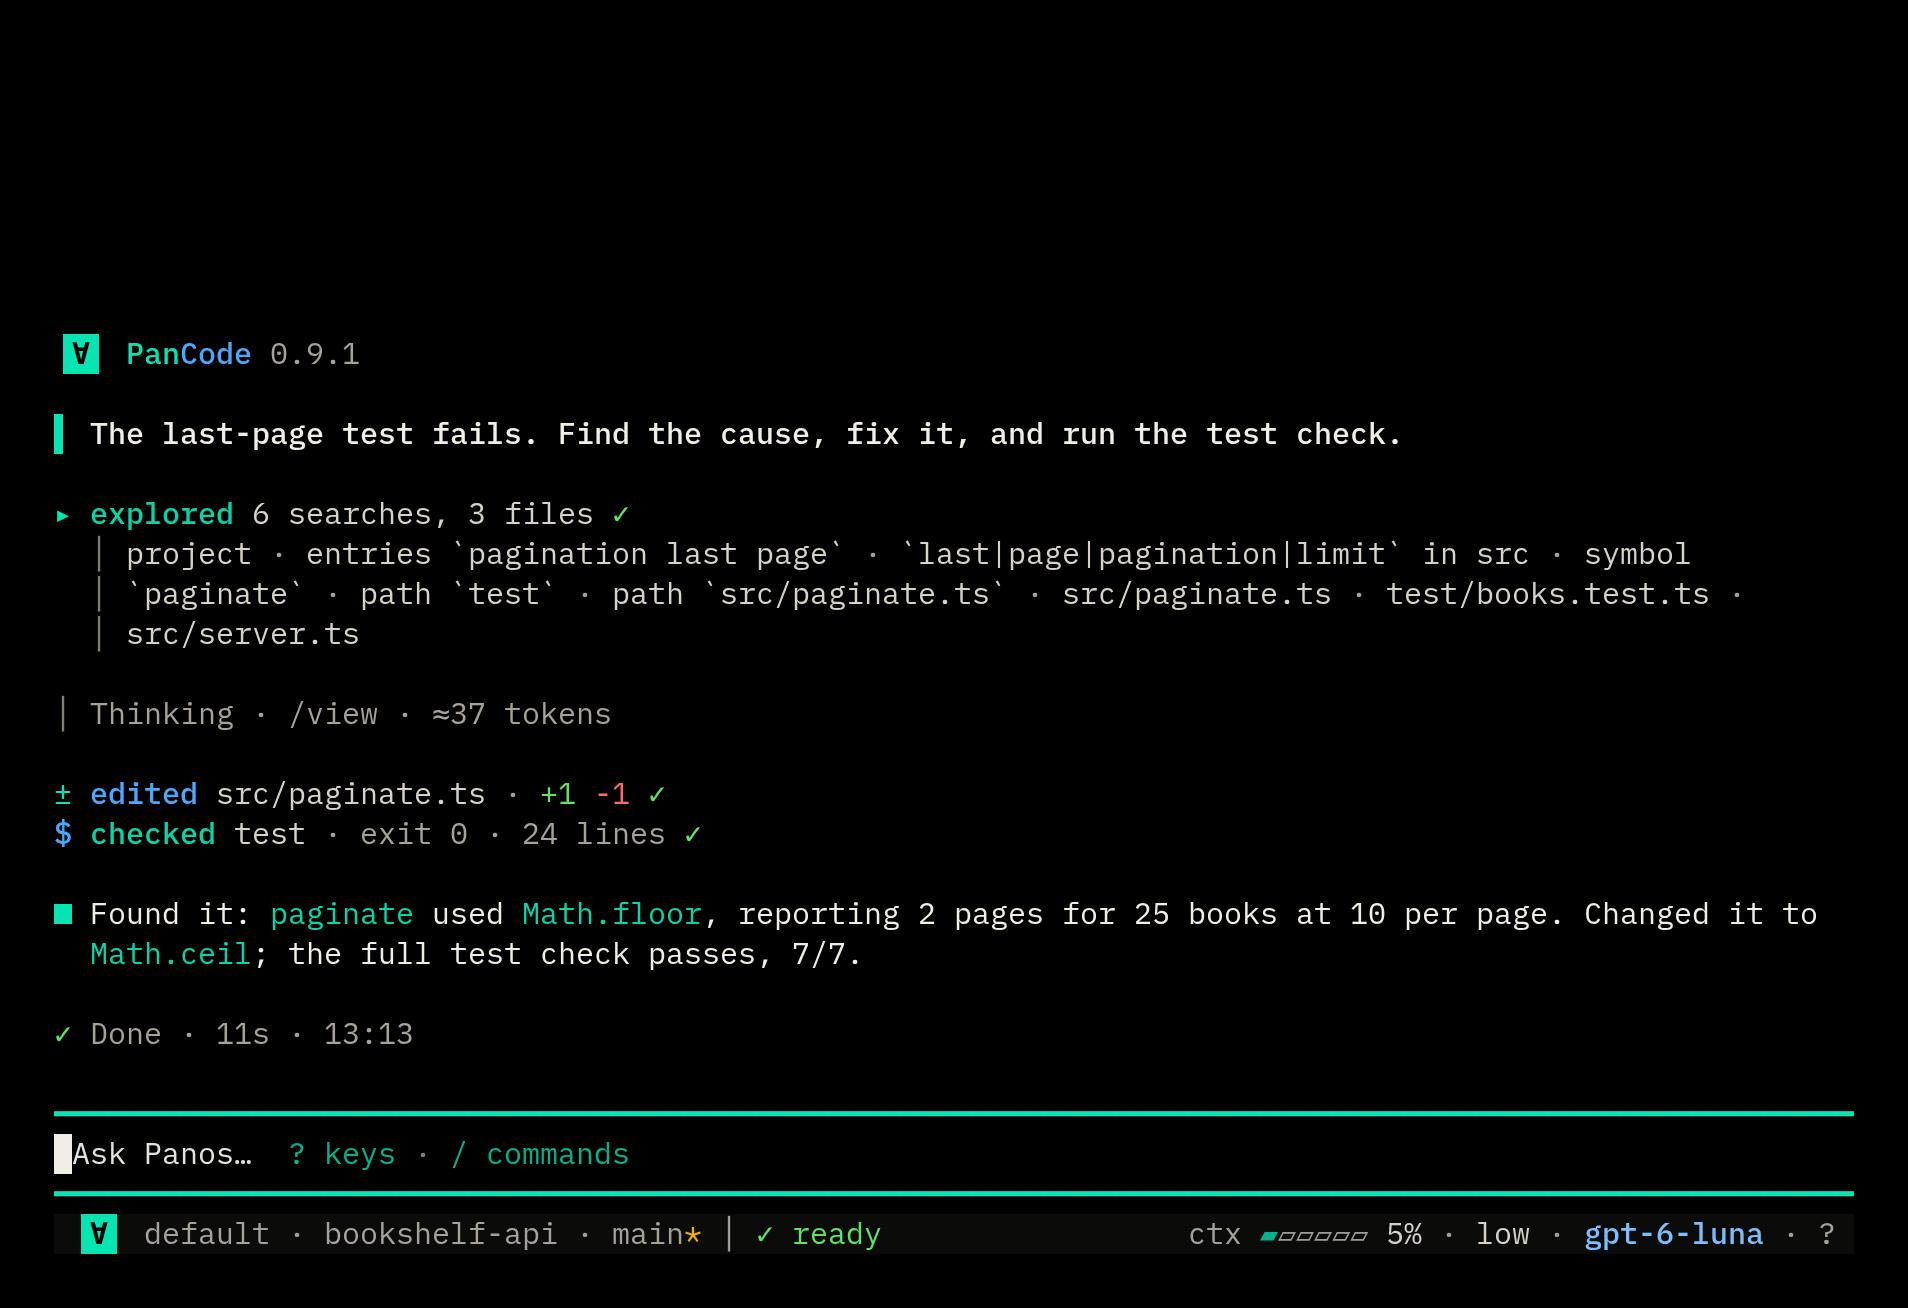 ∀ PanCode 0.9.1
The last-page test fails. Find the cause, fix it, and run the test check.
▸ explored 6 searches, 3 files ✓
│ project · entries `pagination last page` · `last|page|pagination|limit` in src · symbol
│ `paginate` · path `test` · path `src/paginate.ts` · src/paginate.ts · test/books.test.ts ·
│ src/server.ts
│ Thinking · /view · ≈37 tokens
± edited src/paginate.ts · +1 -1 ✓
$ checked test · exit 0 · 24 lines ✓
■ Found it: paginate used Math.floor, reporting 2 pages for 25 books at 10 per page. Changed it to
Math.ceil; the full test check passes, 7/7.
✓ Done · 11s · 13:13
Ask Panos… ? keys · / commands
∀ default · bookshelf-api · main* │ ✓ ready ctx ▰▱▱▱▱▱ 5% · low · gpt-6-luna · ?